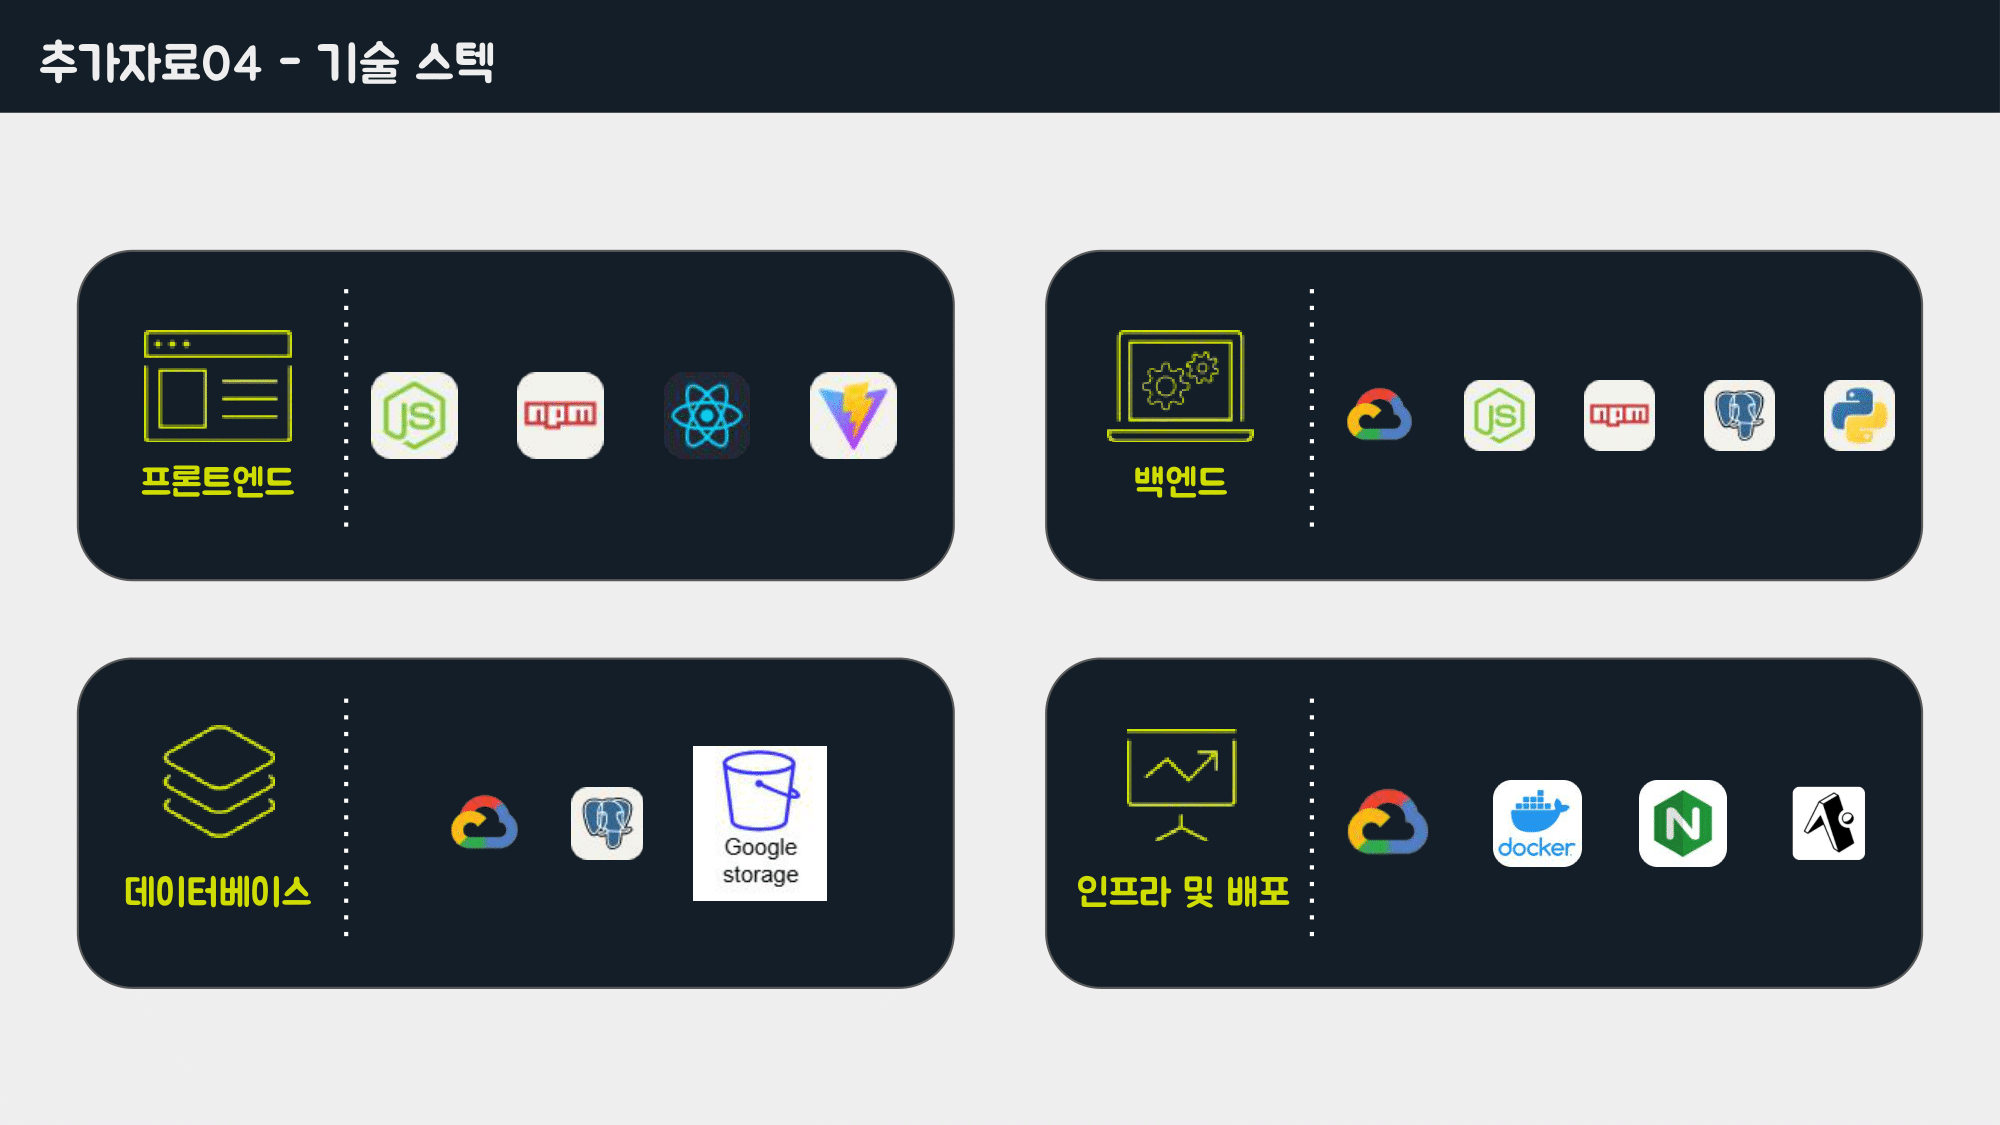 추가자료04 - 기술 스텍
프론트엔드
JS
npm
백엔드
JS
npm
데이터베이스
Google
storage
인프라 및 배포
docker
N